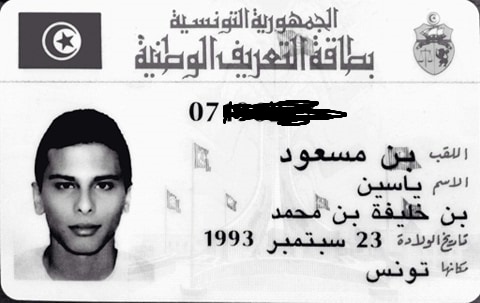 الجمهورية التونسية
بطاقة التعريف الوطنية
07
اللقب بن مسعود
الاسم ياسين
بن خليفة بن محمد
تاريخ الولادة 23 سبتمبر 1993
مكانها تونس